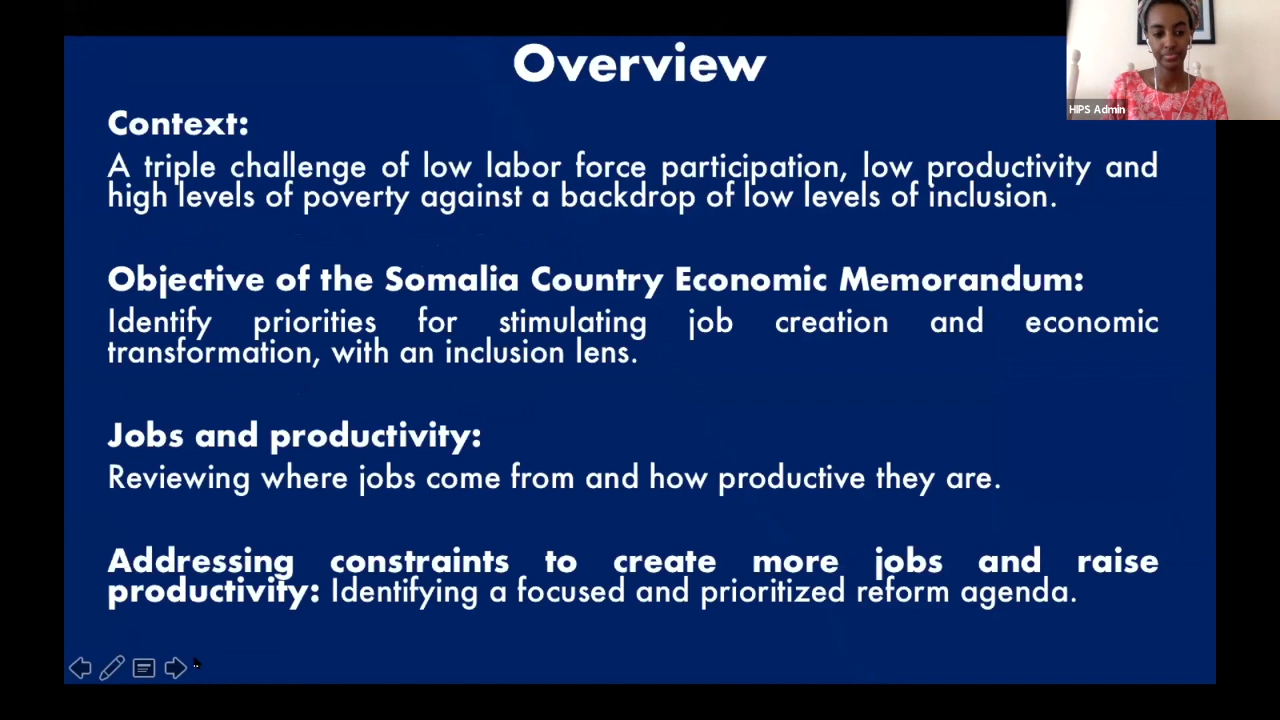 Overview
HIPS Admin
Context:
A triple challenge of low labor force participation, low productivity and
high levels of poverty against a backdrop of low levels of inclusion.
Objective of the Somalia Country Economic Memorandum:
Identify priorities for stimulating job creation and economic
transformation, with an inclusion lens.
Jobs and productivity:
Reviewing where jobs come from and how productive they are.
Addressing constraints to create more jobs and raise
productivity: Identifying a focused and prioritized reform agenda.